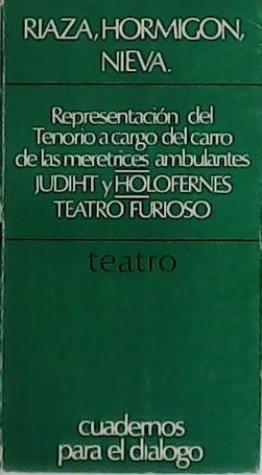 RIAZA, HORMIGON,
NIEVA.
Representación del
Tenorio a cargo del carro
de las meretrices ambulantes
JUDIHT y HOLOFERNES
TEATRO FURIOSO
teatro
cuadernos
para el dialogo